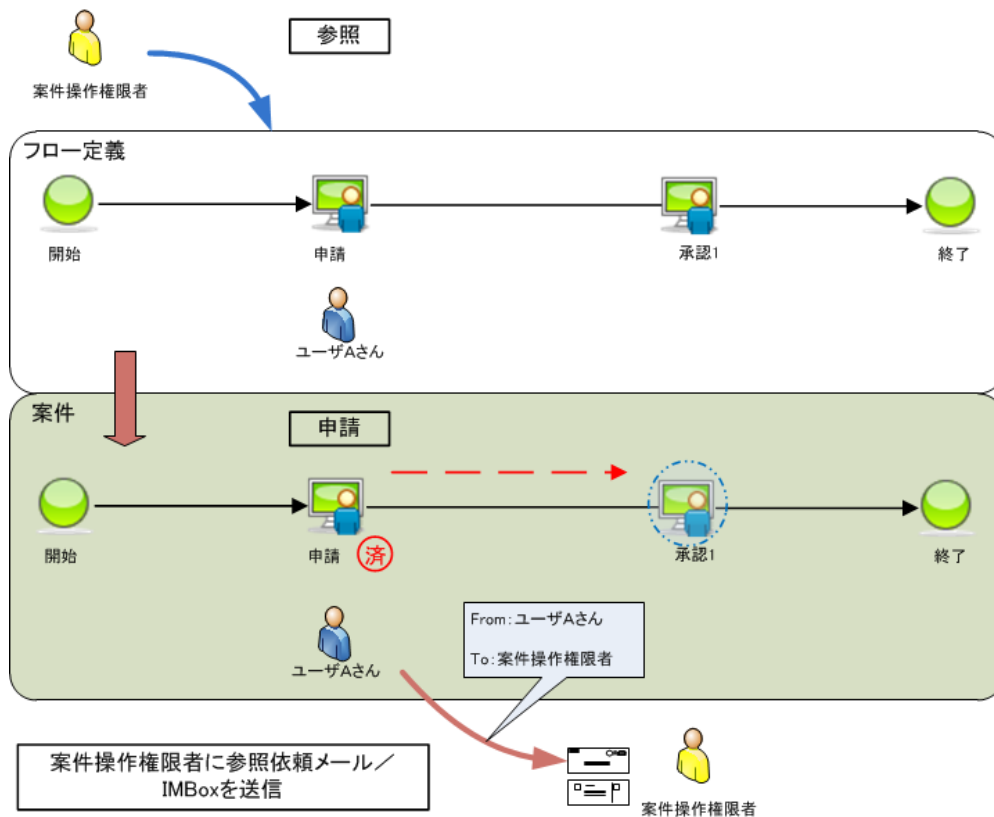 参照
案件操作権限者
フロー定義
開始
申請
承認1
終了
ユーザAさん
案件
申請
開始
申請
済
承認1
終了
ユーザAさん
From:ユーザAさん
To:案件操作権限者
案件操作権限者に参照依頼メール／
IMBoxを送信
案件操作権限者